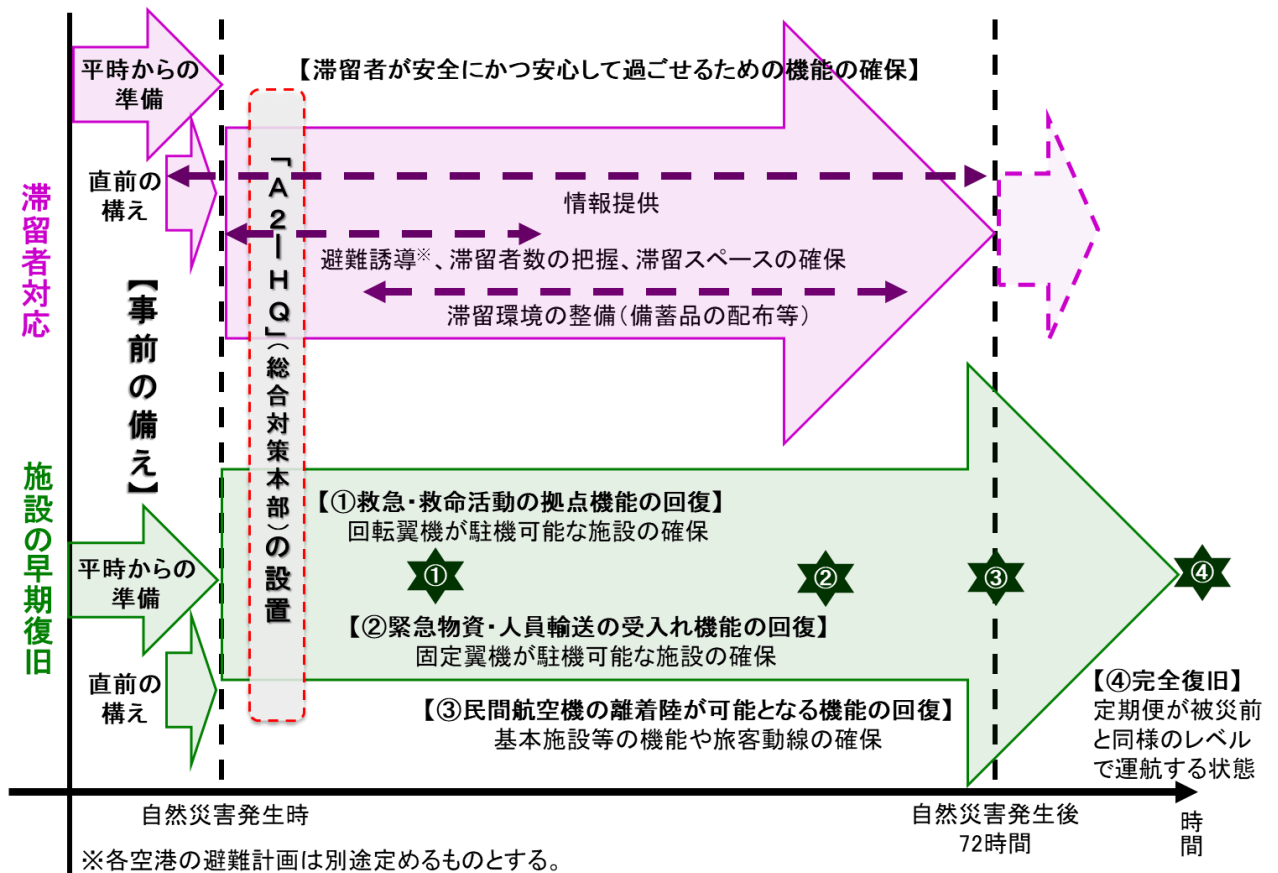 平時からの
準備
【滞留者が安全にかつ安心して過ごせるための機能の確保】
直前の
構え
滞留者対応
情報提供
避難誘導※、滞留者数の把握、滞留スペースの確保
滞留環境の整備(備蓄品の配布等)
【事前の備え】
「A2ーHQ」(総合対策本部)の設置
施設の早期復旧
平時からの
準備
直前の
構え
【①救急・救命活動の拠点機能の回復】
回転翼機が駐機可能な施設の確保
①
②
③
④
【②緊急物資・人員輸送の受入れ機能の回復】
固定翼機が駐機可能な施設の確保
【③民間航空機の離着陸が可能となる機能の回復】
基本施設等の機能や旅客動線の確保
【④完全復旧】
定期便が被災前
と同様のレベル
で運航する状態
自然災害発生時
自然災害発生後
72時間
時間
※各空港の避難計画は別途定めるものとする。